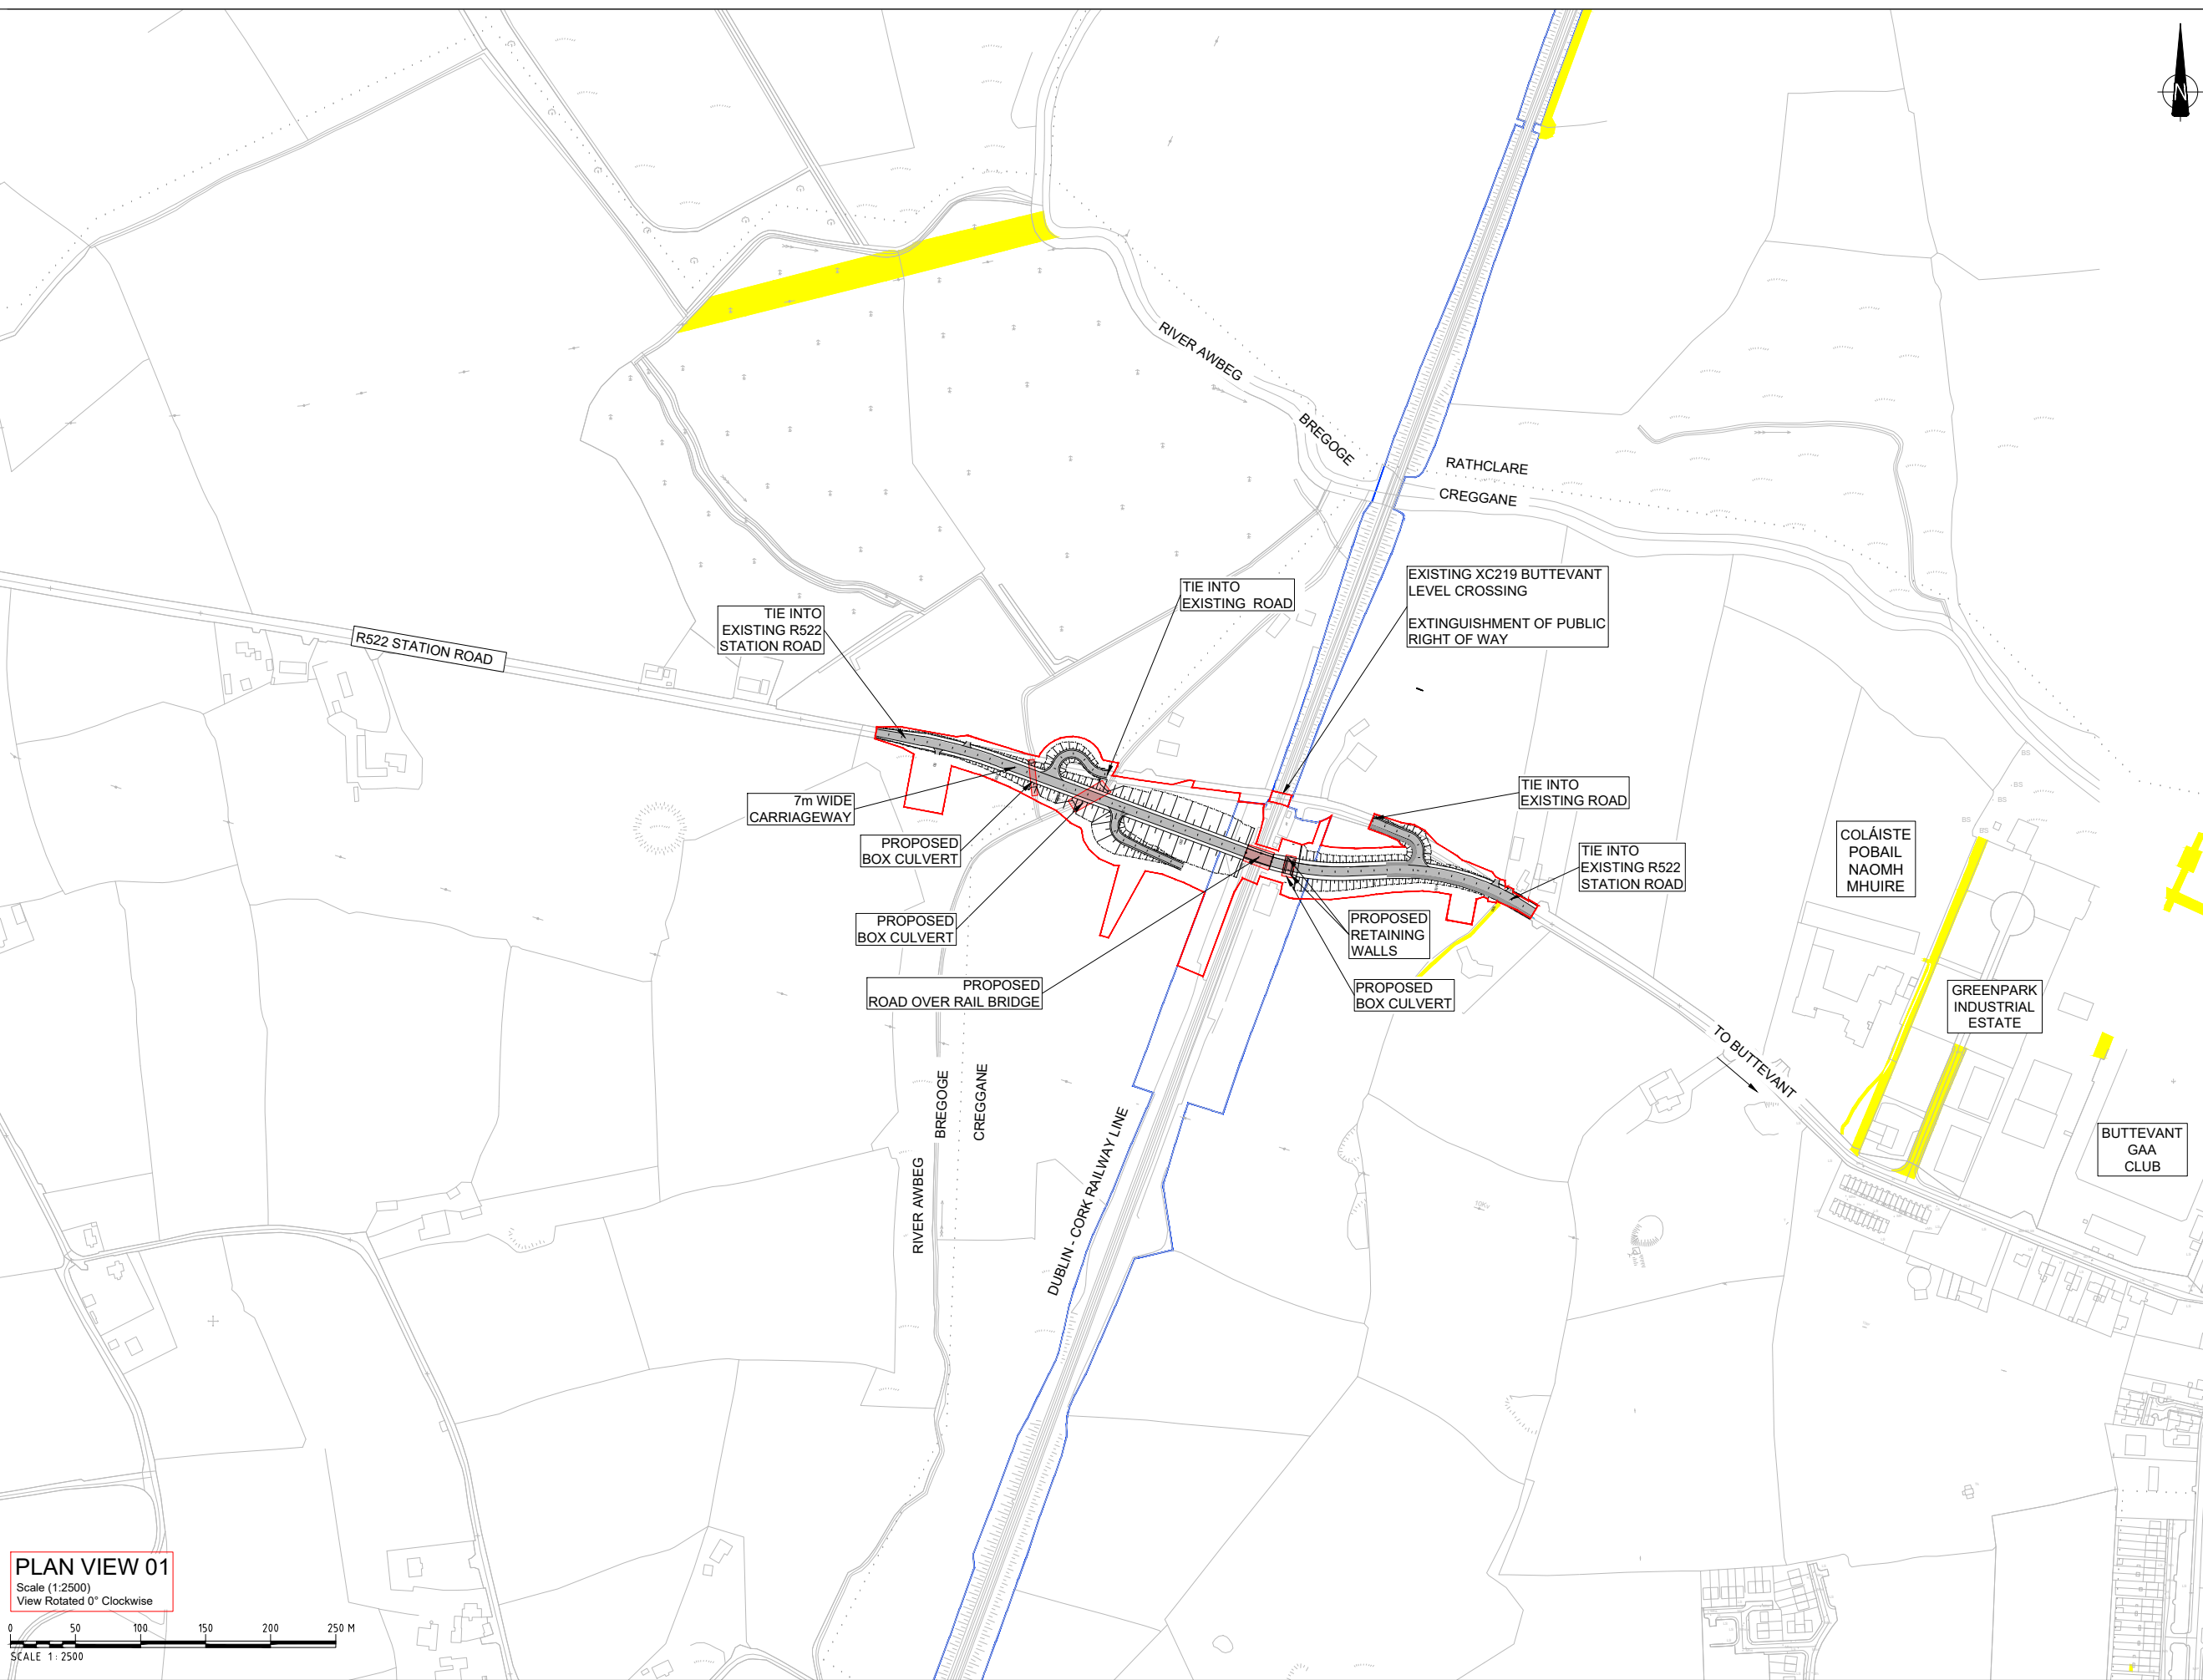 N
RIVER AWBEG
BREGOGE
RATHCLARE
CREGGANE
TIE INTO
EXISTING ROAD
EXISTING XC219 BUTTEVANT
LEVEL CROSSING
EXTINGUISHMENT OF PUBLIC
RIGHT OF WAY
TIE INTO
EXISTING R522
STATION ROAD
R522 STATION ROAD
7m WIDE
CARRIAGEWAY
PROPOSED
BOX CULVERT
PROPOSED
BOX CULVERT
PROPOSED
ROAD OVER RAIL BRIDGE
TIE INTO
EXISTING ROAD
TIE INTO
EXISTING R522
STATION ROAD
PROPOSED
RETAINING
WALLS
PROPOSED
BOX CULVERT
COLÁISTE
POBAIL
NAOMH
MHUIRE
GREENPARK
INDUSTRIAL
ESTATE
TO BUTTEVANT
BUTTEVANT
GAA
CLUB
BREGOGE
CREGGANE
RIVER AWBEG
DUBLIN - CORK RAILWAY LINE
BS
BS
BS
BS
10KV
PLAN VIEW 01
Scale (1:2500)
View Rotated 0° Clockwise
0 50 100 150 200 250 M
SCALE 1:2500